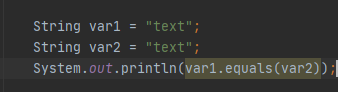 String var1 = "text";
String var2 = "text";
System.out.println(var1.equals(var2));